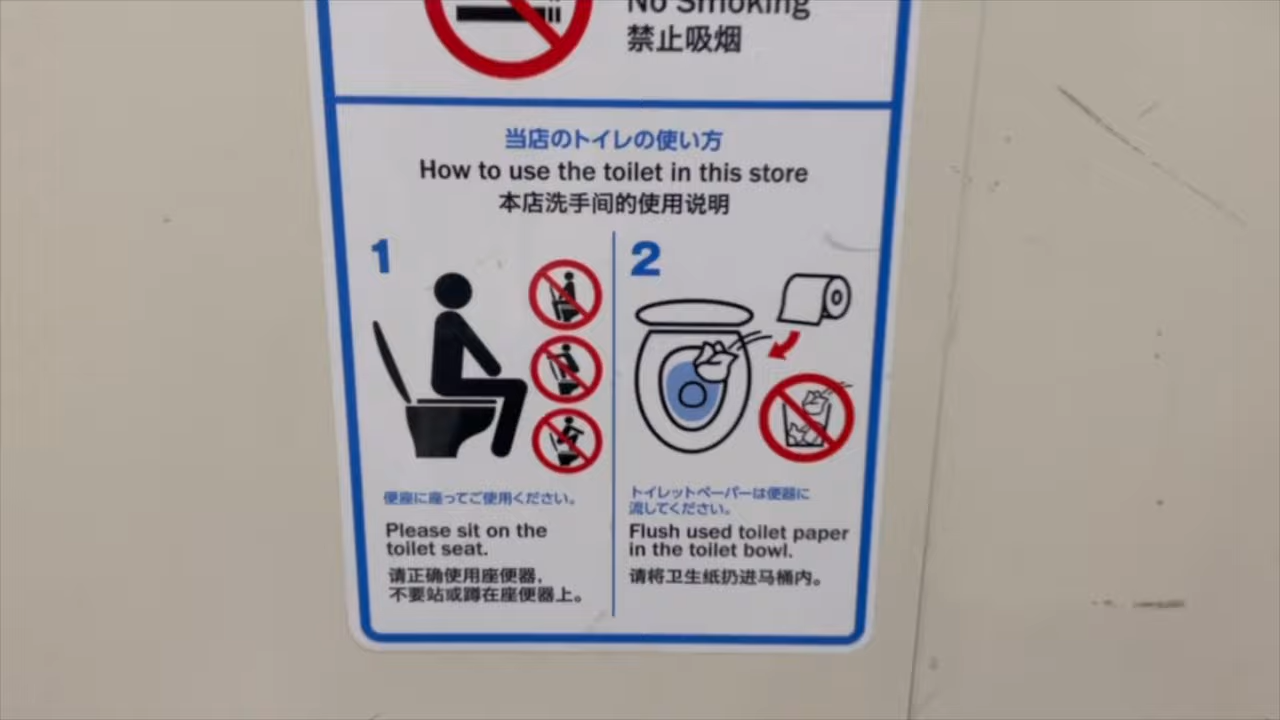 No Smoking
禁止吸烟
当店のトイレの使い方
How to use the toilet in this store
本店洗手间的使用说明
1
便座に座ってご使用ください。
Please sit on the
toilet seat.
请正确使用座便器,
不要站或蹲在座便器上。
2
トイレットペーパーは便器に
流してください。
Flush used toilet paper
in the toilet bowl.
请将卫生纸扔进马桶内。